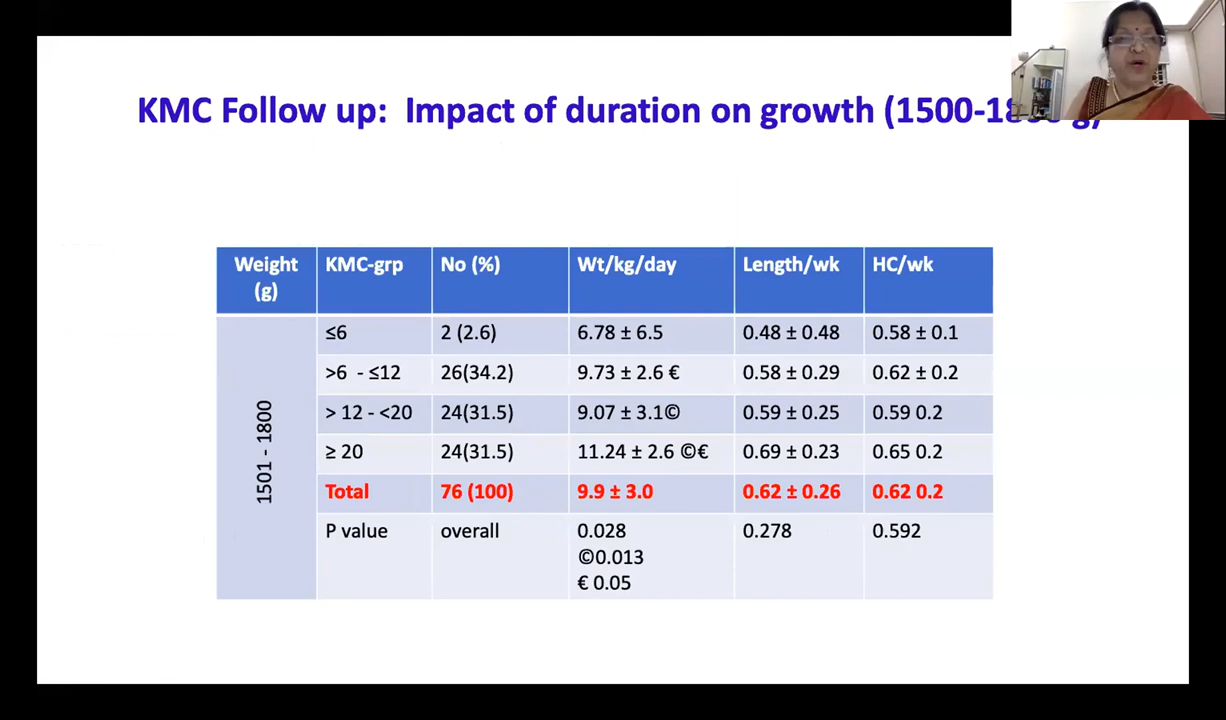 KMC Follow up:  Impact of duration on growth (1500-18
Weight (g) KMC-grp No (%) Wt/kg/day Length/wk HC/wk
1501 - 1800
≤6 2 (2.6) 6.78 ± 6.5 0.48 ± 0.48 0.58 ± 0.1
>6  - ≤12 26(34.2) 9.73 ± 2.6 € 0.58 ± 0.29 0.62 ± 0.2
> 12 - <20 24(31.5) 9.07 ± 3.1© 0.59 ± 0.25 0.59 0.2
≥ 20 24(31.5) 11.24 ± 2.6 ©€ 0.69 ± 0.23 0.65 0.2
Total 76 (100) 9.9 ± 3.0 0.62 ± 0.26 0.62 0.2
P value overall 0.028 0.278 0.592
©0.013
€ 0.05